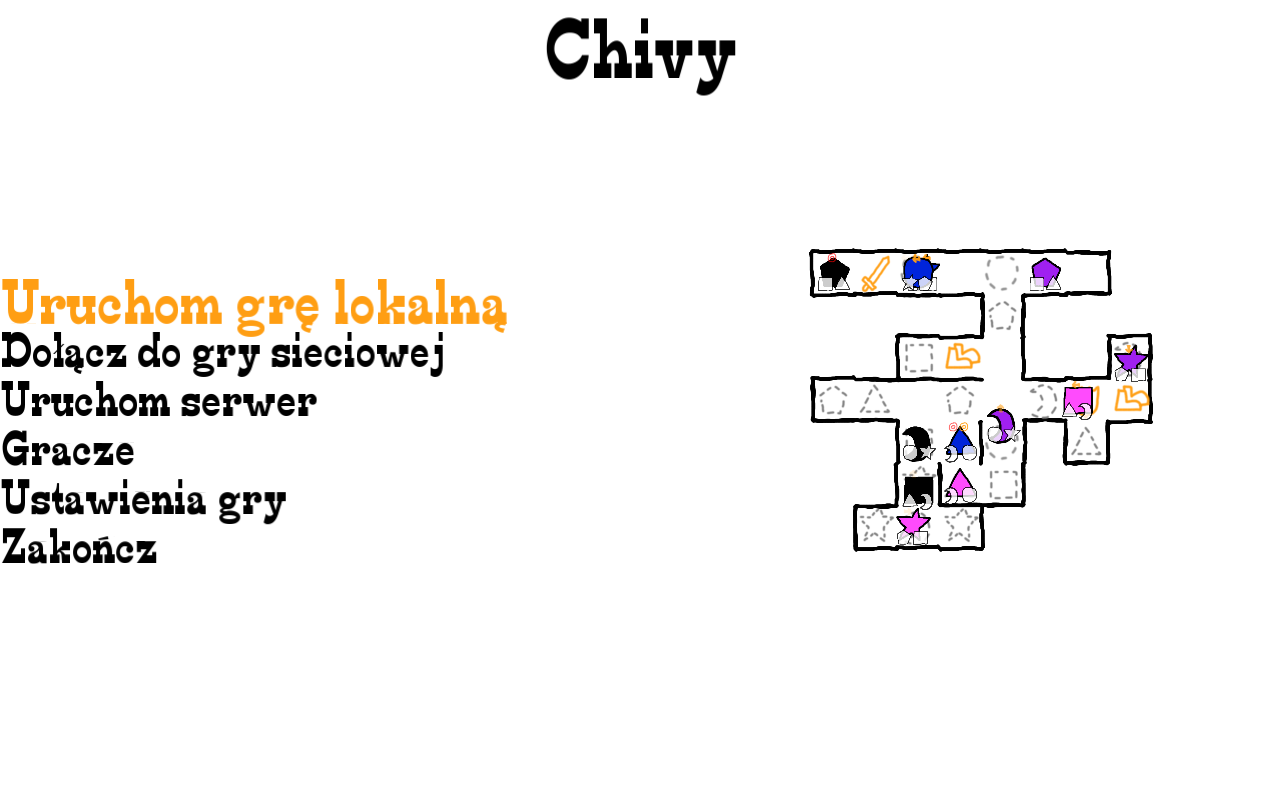 Chivy
Uruchom grę lokalną
Dołącz do gry sieciowej
Uruchom serwer
Gracze
Ustawienia gry
Zakończ